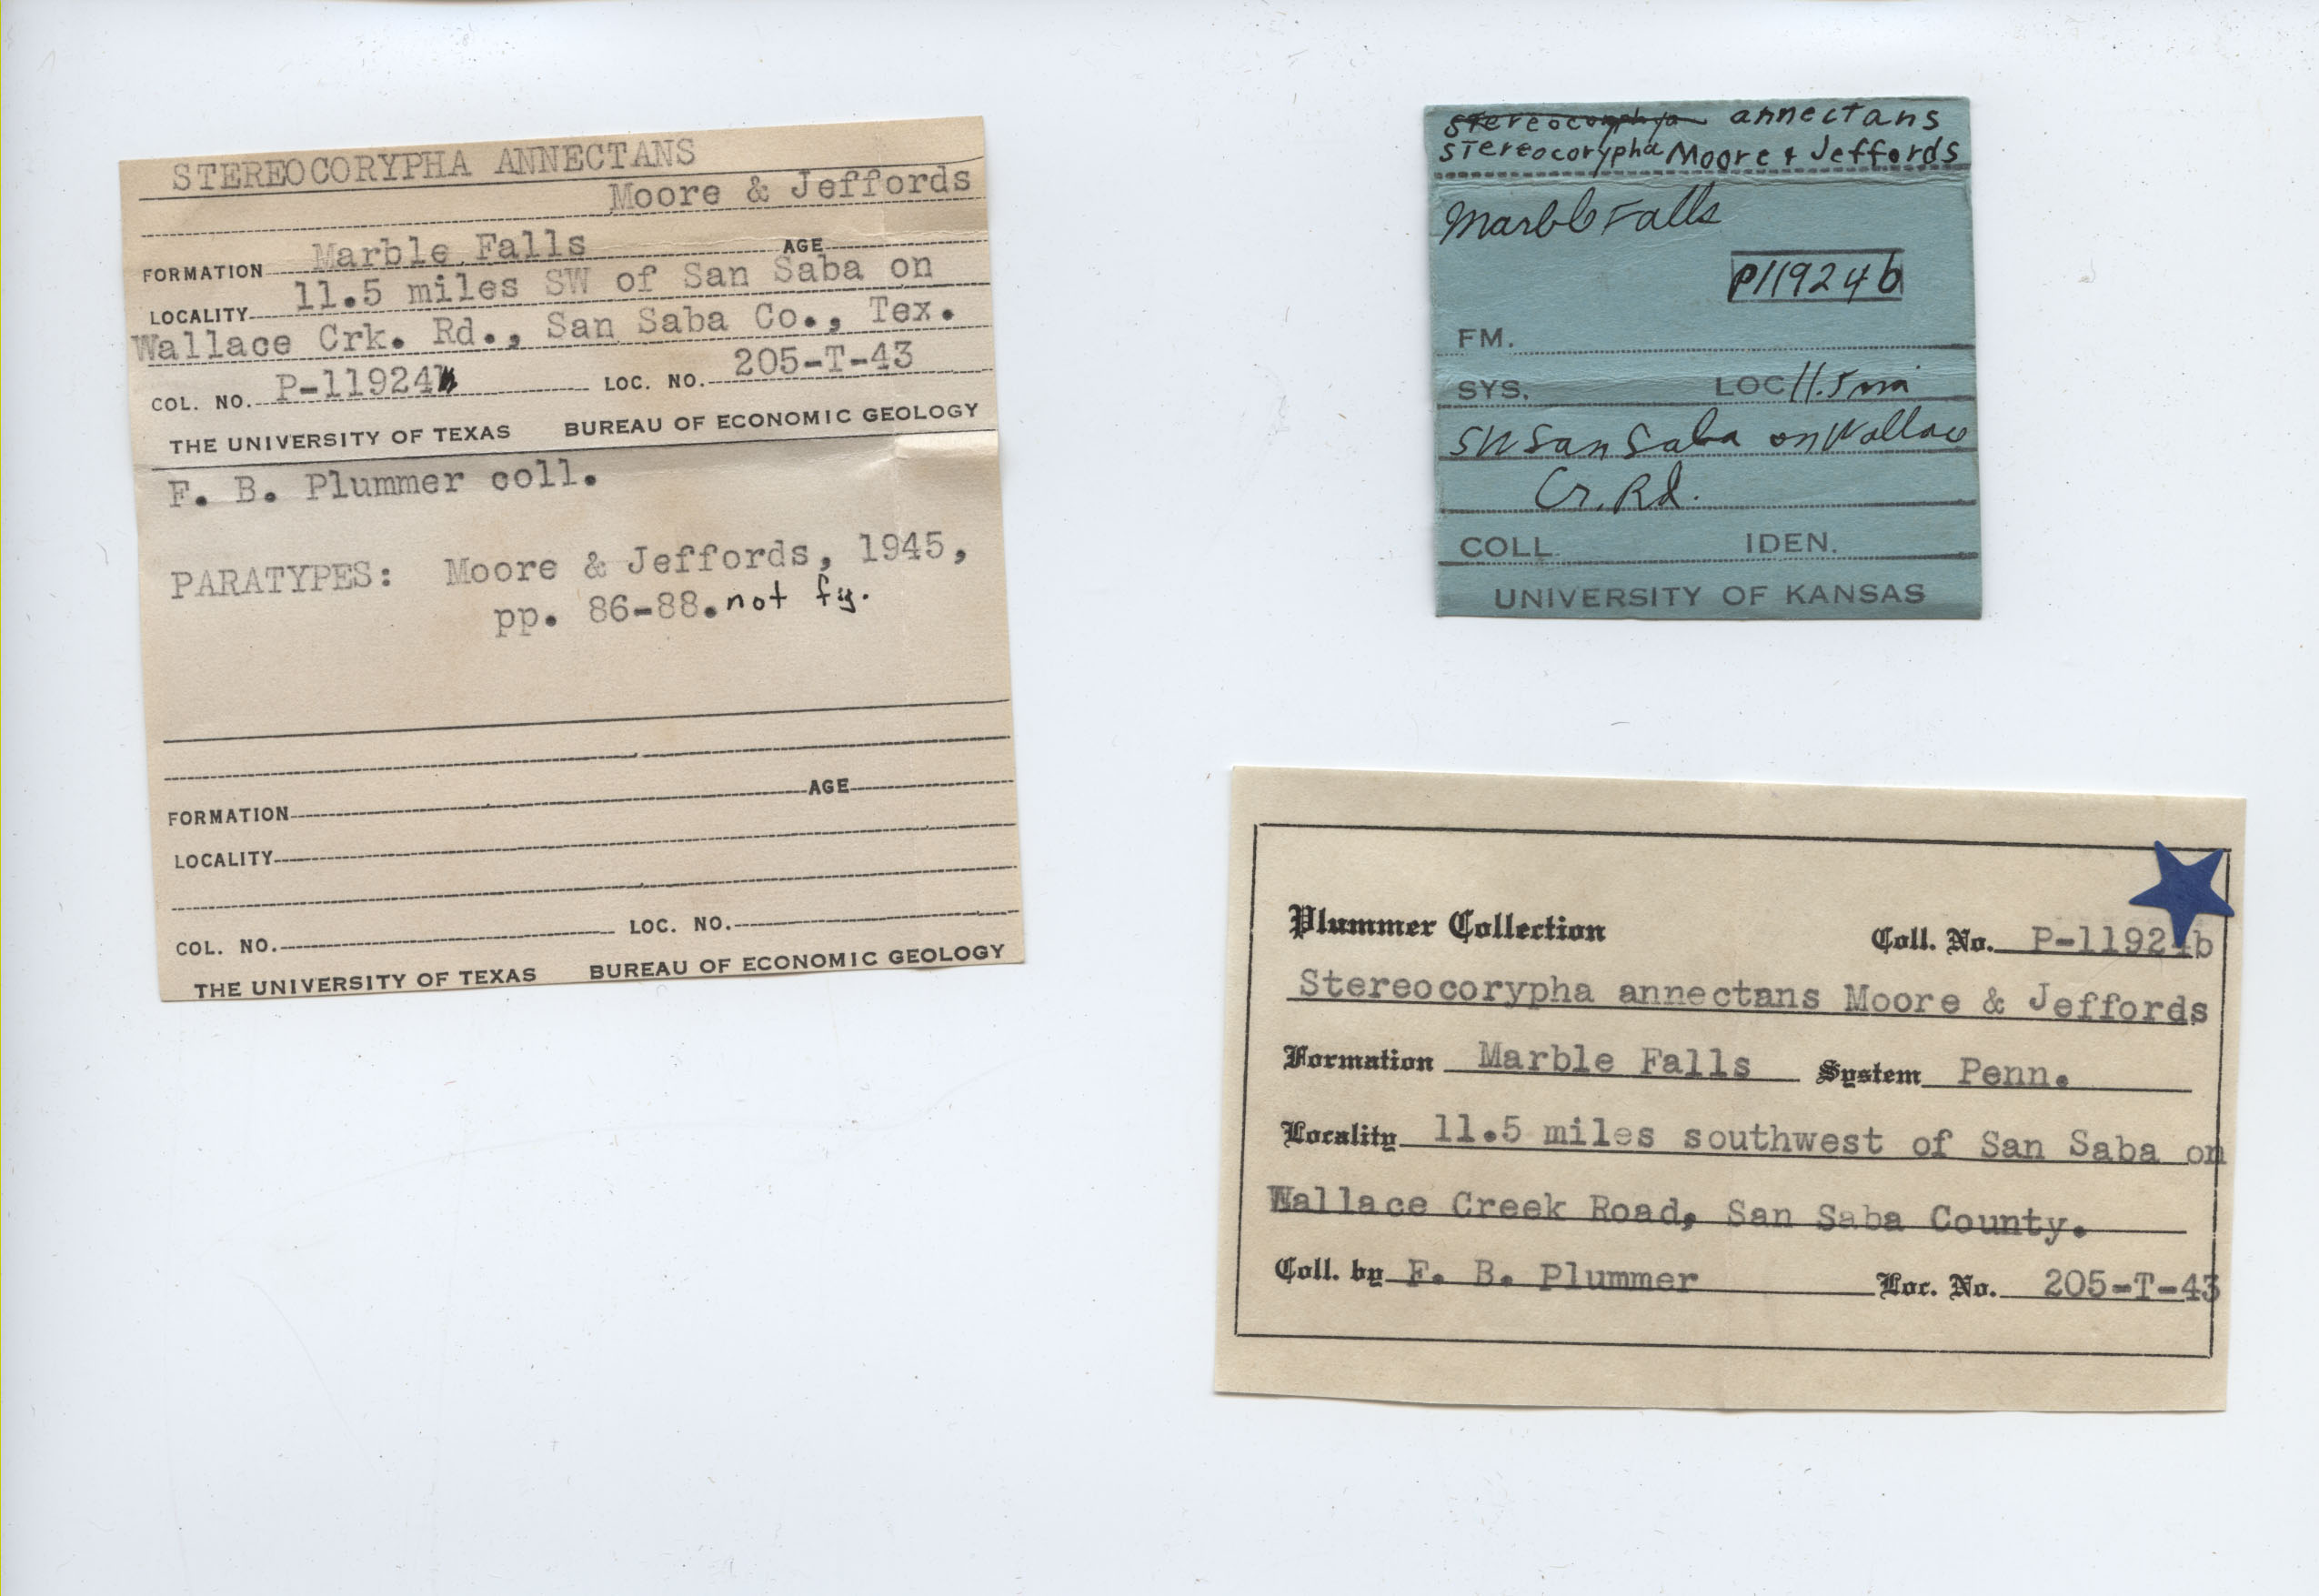 STEREOCORYPHA ANNECTANS
Moore & Jeffords
FORMATION Marble Falls AGE
LOCALITY 11.5 miles SW of San Saba on
Wallace Crk. Rd., San Saba Co., Tex.
COL. NO. P-11924b LOC. NO. 205-T-43
THE UNIVERSITY OF TEXAS BUREAU OF ECONOMIC GEOLOGY
F. B. Plummer coll.
PARATYPES: Moore & Jeffords, 1945,
pp. 86-88. not fg.
FORMATION AGE
LOCALITY
COL. NO. LOC. NO.
THE UNIVERSITY OF TEXAS BUREAU OF ECONOMIC GEOLOGY
annectans
stereocorypha Moore & Jeffords
Marble Falls
P11924b
FM.
SYS. LOC 11.5 mi
SW San Saba on Wallace
Cr. Rd.
COLL. IDEN.
UNIVERSITY OF KANSAS
Plummer Collection Coll. No. P-11924b
Stereocorypha annectans Moore & Jeffords
Formation Marble Falls System Penn.
Locality 11.5 miles southwest of San Saba on
Wallace Creek Road, San Saba County.
Coll. by F. B. Plummer Loc. No. 205-T-43